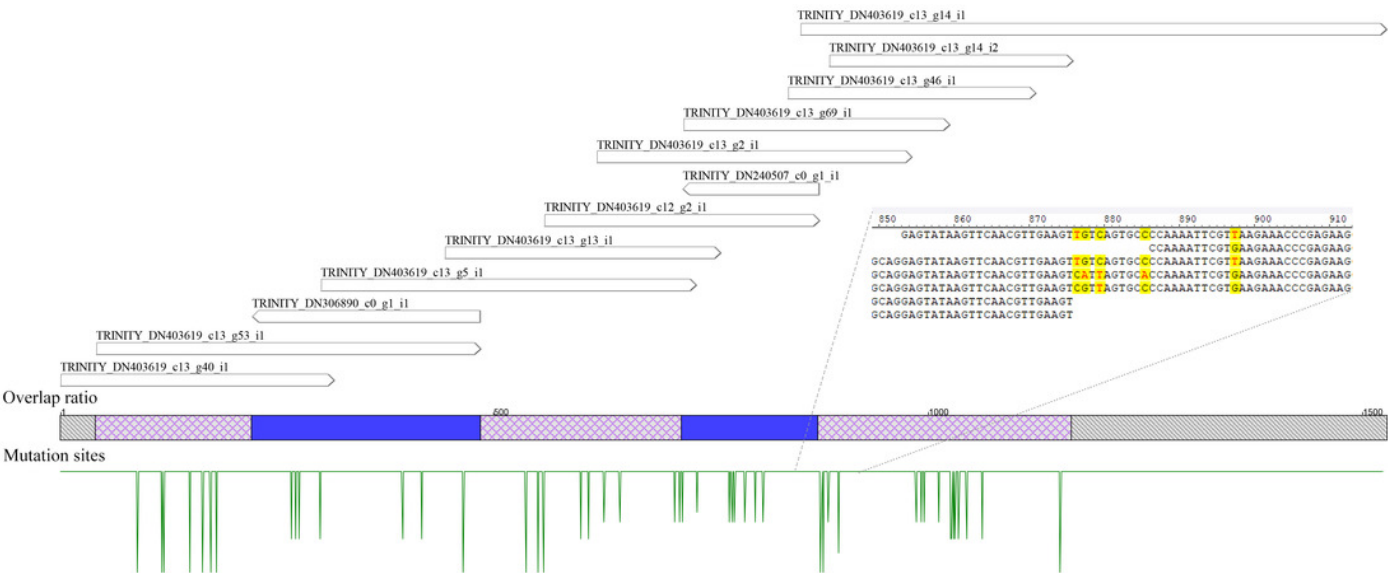 TRINITY_DN403619_c13_g14_i1
TRINITY_DN403619_c13_g14_i2
TRINITY_DN403619_c13_g46_i1
TRINITY_DN403619_c13_g69_i1
TRINITY_DN403619_c13_g2_i1
TRINITY_DN240507_c0_g1_i1
TRINITY_DN403619_c12_g2_i1
TRINITY_DN403619_c13_g13_i1
TRINITY_DN403619_c13_g5_i1
TRINITY_DN306890_c0_g1_i1
TRINITY_DN403619_c13_g53_i1
TRINITY_DN403619_c13_g40_i1
850 860 870 880 890 900 910
GAGTATAAGTTCAACGTTGAAGTTGTCAGTGCCCCAAAATTCGTTAAGAAACCCGAGAAG
CCAAAATTCGTGAAGAAACCCGAGAAG
GCAGGAGTATAAGTTCAACGTTGAAGTTGTCAGTGCCCCAAAATTCGTTAAGAAACCCGAGAAG
GCAGGAGTATAAGTTCAACGTTGAAGTCATTAGTGCACCAAAATTCGTGAAGAAACCCGAGAAG
GCAGGAGTATAAGTTCAACGTTGAAGTCGTTAGTGCCCCAAAATTCGTGAAGAAACCCGAGAAG
GCAGGAGTATAAGTTCAACGTTGAAGT
GCAGGAGTATAAGTTCAACGTTGAAGT
Overlap ratio
1 500 1000 1500
Mutation sites